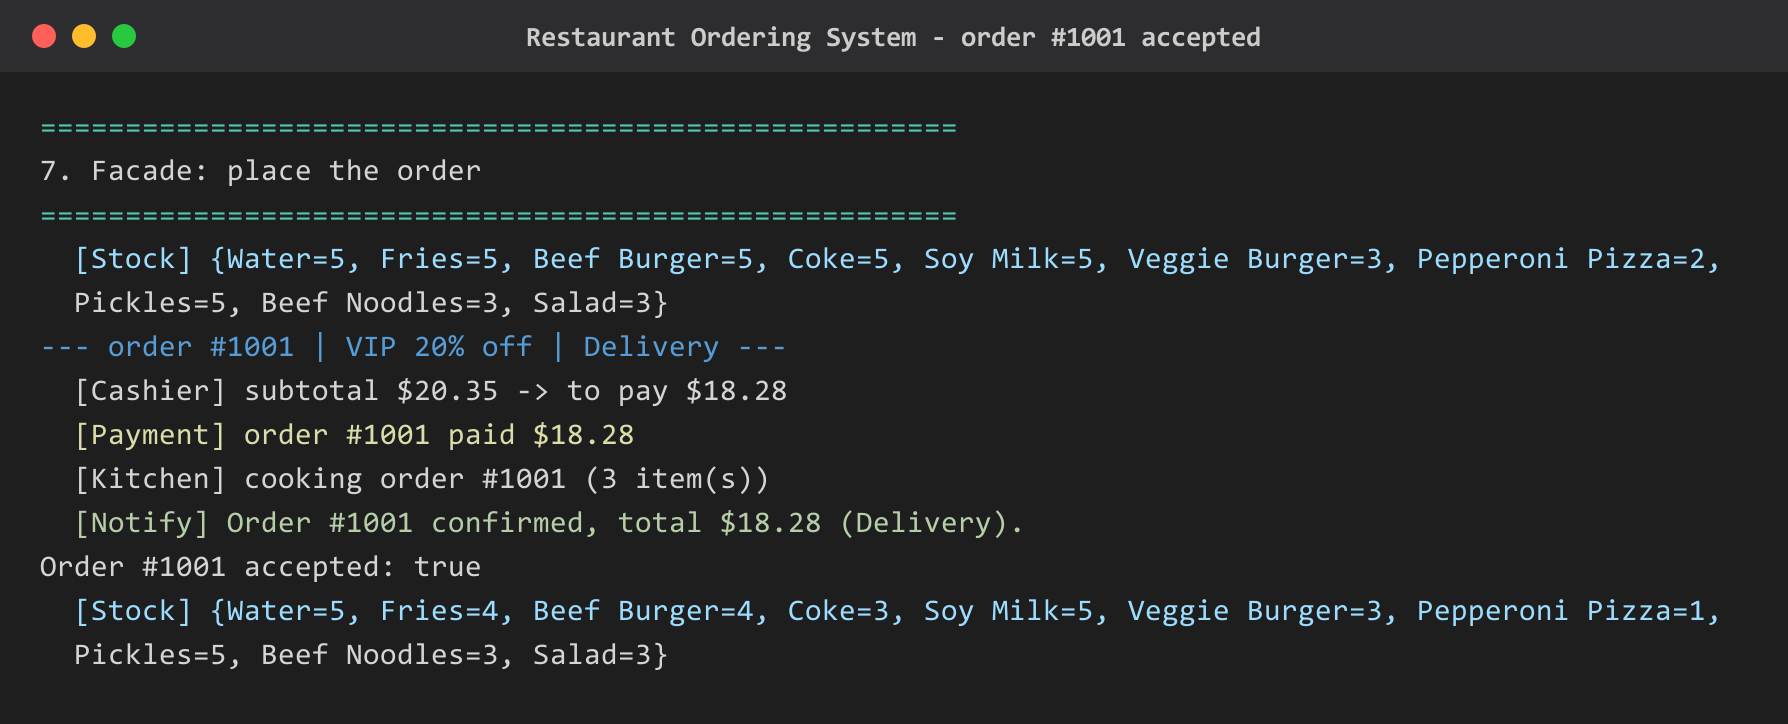 Restaurant Ordering System - order #1001 accepted
======================================================
7. Facade: place the order
======================================================
[Stock] {Water=5, Fries=5, Beef Burger=5, Coke=5, Soy Milk=5, Veggie Burger=3, Pepperoni Pizza=2,
Pickles=5, Beef Noodles=3, Salad=3}
--- order #1001 | VIP 20% off | Delivery ---
[Cashier] subtotal $20.35 -> to pay $18.28
[Payment] order #1001 paid $18.28
[Kitchen] cooking order #1001 (3 item(s))
[Notify] Order #1001 confirmed, total $18.28 (Delivery).
Order #1001 accepted: true
[Stock] {Water=5, Fries=4, Beef Burger=4, Coke=3, Soy Milk=5, Veggie Burger=3, Pepperoni Pizza=1,
Pickles=5, Beef Noodles=3, Salad=3}